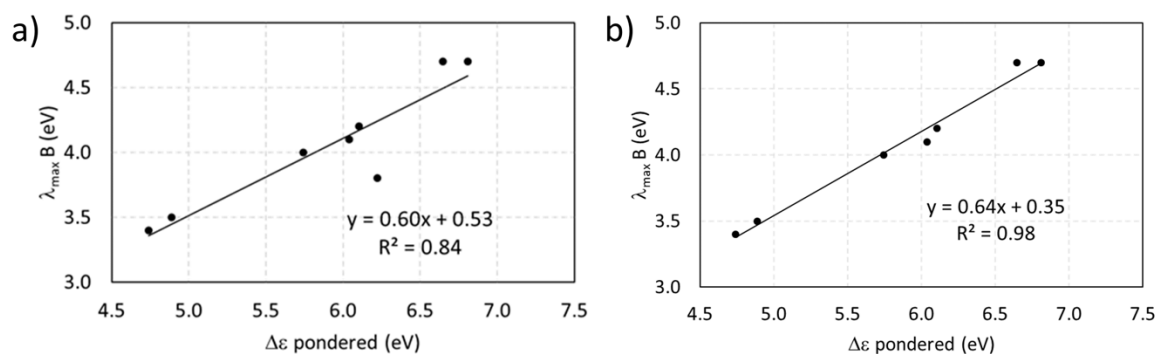 a)
λmax B (eV)
5.0
4.5
4.0
3.5
3.0
y = 0.60x + 0.53
R² = 0.84
4.5 5.0 5.5 6.0 6.5 7.0 7.5
Δε pondered (eV)
b)
λmax B (eV)
5.0
4.5
4.0
3.5
3.0
y = 0.64x + 0.35
R² = 0.98
4.5 5.0 5.5 6.0 6.5 7.0 7.5
Δε pondered (eV)